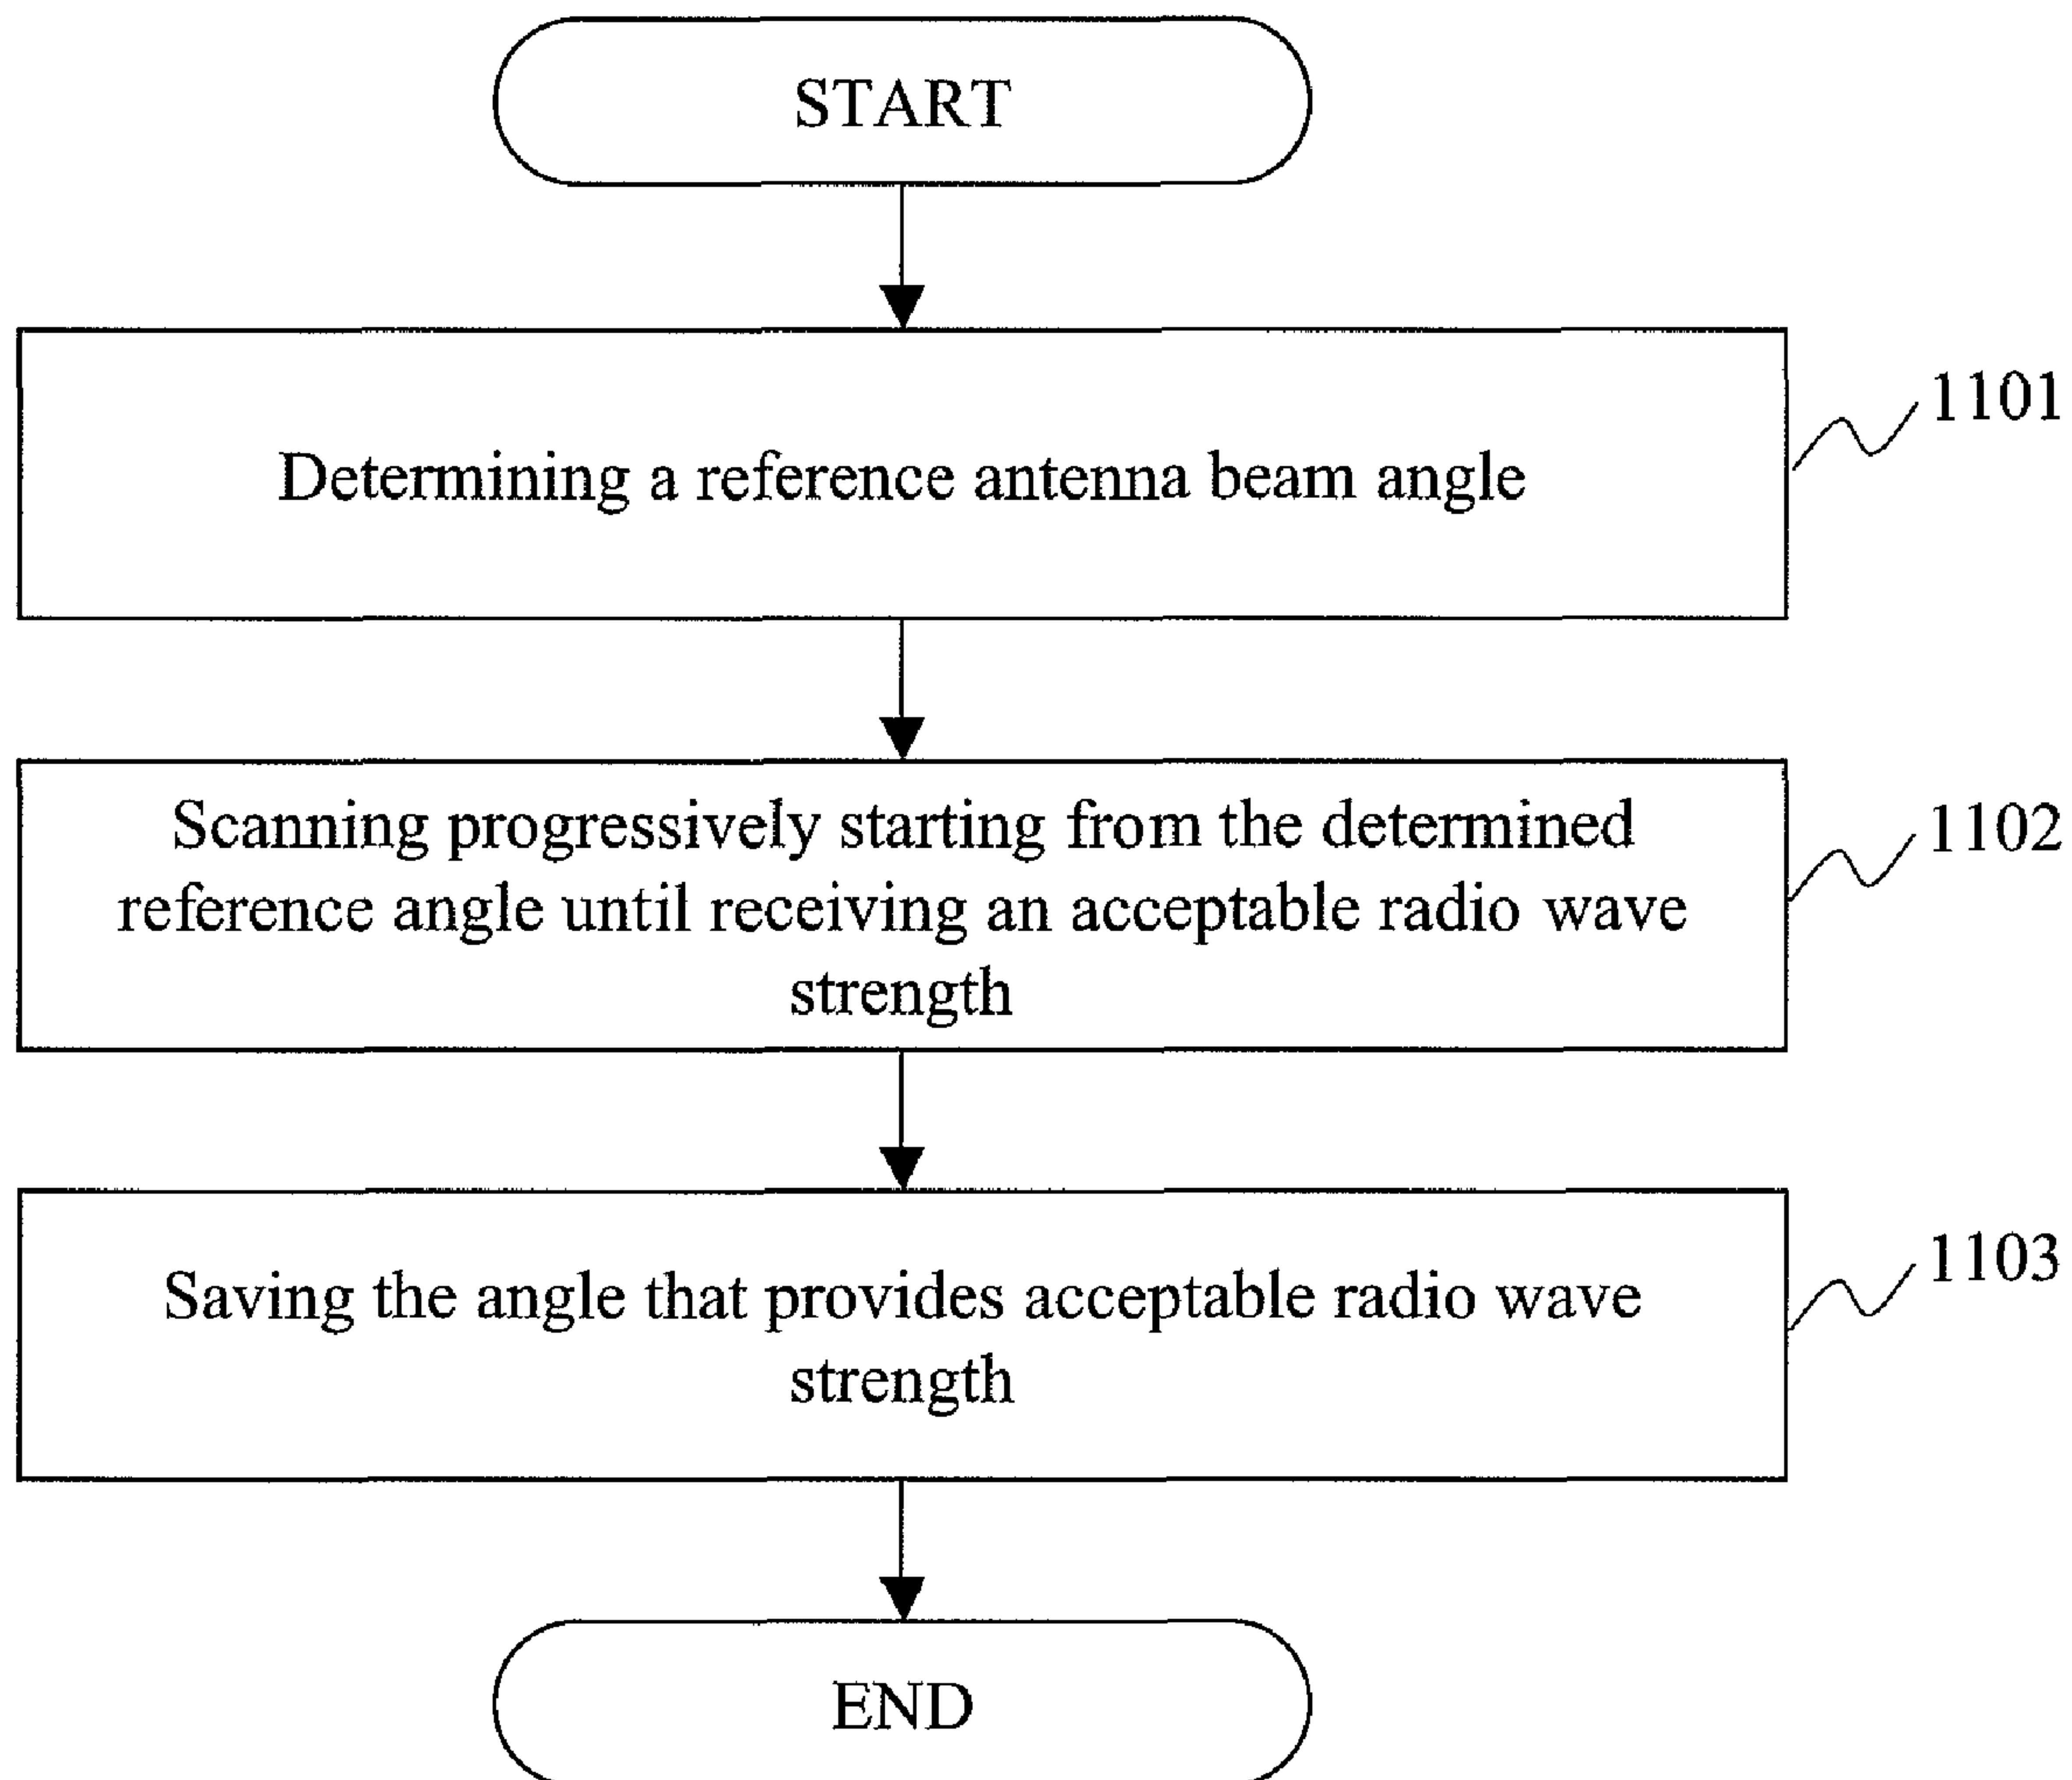 START
Determining a reference antenna beam angle
1101
Scanning progressively starting from the determined
reference angle until receiving an acceptable radio wave
strength
1102
Saving the angle that provides acceptable radio wave
strength
1103
END